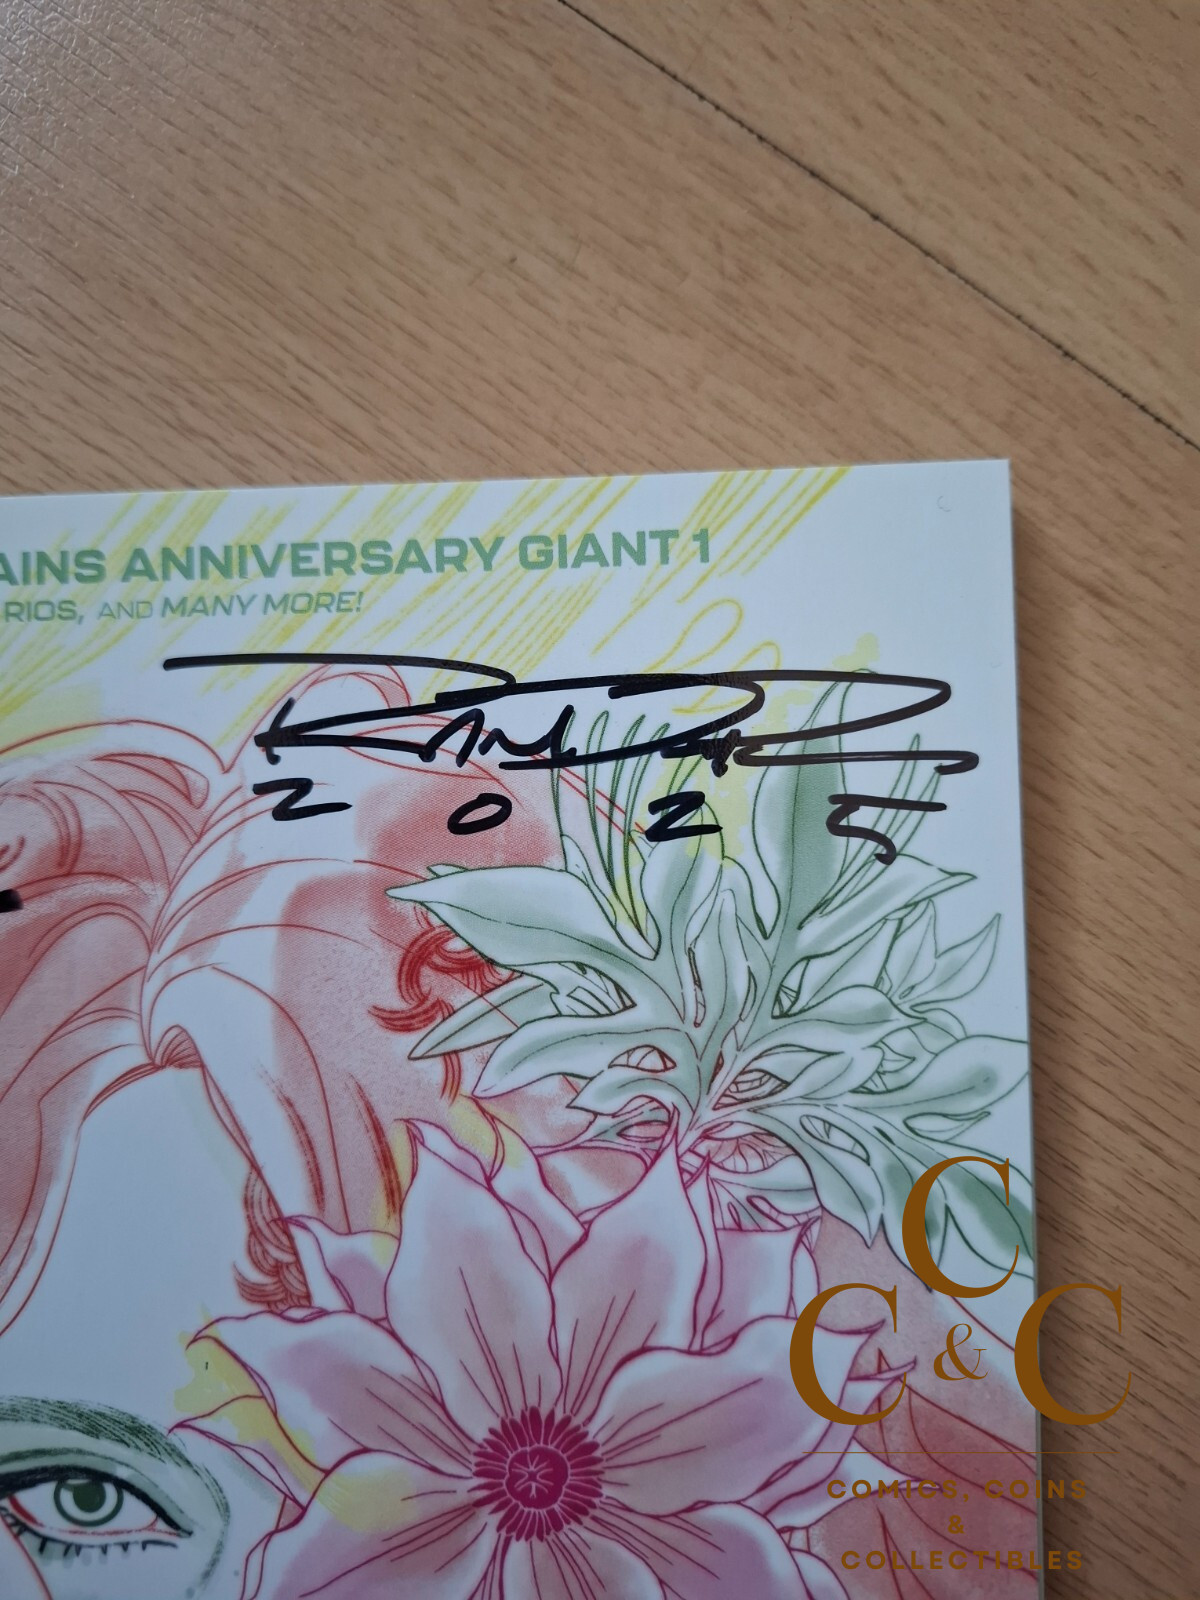 AINS ANNIVERSARY GIANT 1
RIOS, AND MANY MORE!
2025
C
C & C
COMICS, COINS
&
COLLECTIBLES